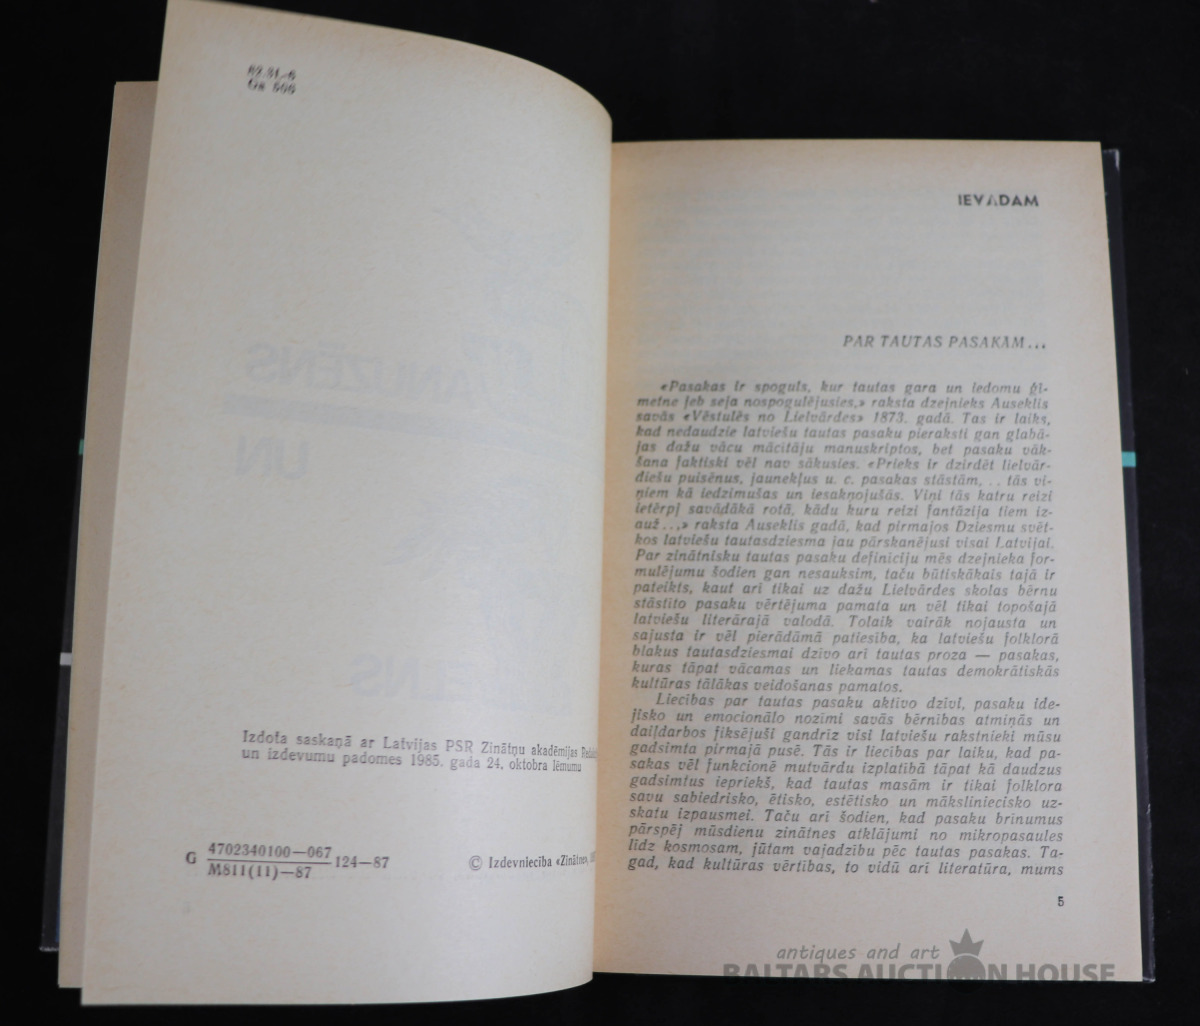 82.3L—6
Ga 506
Izdota saskaņā ar Latvijas PSR Zinātņu akadēmijas
un izdevumu padomes 1985. gada 24. oktobra lēmumu
G 4702340100—067 124—87
M811(11)—87
© Izdevniecība «Zinātne»,
IEVADAM
PAR TAUTAS PASAKĀM...
«Pasakas ir spoguls, kur tautas gara un iedomu ģī-
metne jeb seja nospogulējusies,» raksta dzejnieks Auseklis
savās «Vēstulēs no Lielvārdes» 1873. gadā. Tas ir laiks,
kad nedaudzie latviešu tautas pasaku pieraksti gan glabā-
jas dažu vācu mācītāju manuskriptos, bet pasaku vāk-
šana faktiski vēl nav sākusies. «Prieks ir dzirdēt lielvār-
diešu puisēnus, jaunekļus u. c. pasakas stāstām, .. tās vi-
ņiem kā iedzimušas un iesakņojušās. Viņi tās katru reizi
ietērpj savādākā rotā, kādu kuru reizi fantāzija tiem iz-
auž..,» raksta Auseklis gadā, kad pirmajos Dziesmu svēt-
kos latviešu tautasdziesma jau pārskanējusi visai Latvijai.
Par zinātnisku tautas pasaku definīciju mēs dzejnieka for-
mulējumu šodien gan nesauksim, taču būtiskākais tajā ir
pateikts, kaut arī tikai uz dažu Lielvārdes skolas bērnu
stāstīto pasaku vērtējuma pamata un vēl tikai topošajā
latviešu literārajā valodā. Tolaik vairāk nojausta un
sajusta ir vēl pierādāmā patiesība, ka latviešu folklorā
blakus tautasdziesmai dzīvo arī tautas proza — pasakas,
kuras tāpat vācamas un liekamas tautas demokrātiskās
kultūras tālākas veidošanas pamatos.
Liecības par tautas pasaku aktīvo dzīvi, pasaku ide-
jisko un emocionālo nozīmi savās bērnības atmiņās un
daiļdarbos fiksējuši gandrīz visi latviešu rakstnieki mūsu
gadsimta pirmajā pusē. Tās ir liecības par laiku, kad pa-
sakas vēl funkcionē mutvārdu izplatībā tāpat kā daudzus
gadsimtus iepriekš, kad tautas masām ir tikai folklora
savu sabiedrisko, ētisko, estētisko un māksliniecisko uz-
skatu izpausmei. Taču arī šodien, kad pasaku brīnumus
pārspēj mūsdienu zinātnes atklājumi no mikropasaules
līdz kosmosam, jūtam vajadzību pēc tautas pasakas. Ta-
gad, kad kultūras vērtības, to vidū arī literatūra, mums
5
antiques and art
BALTARS AUCTION HOUSE